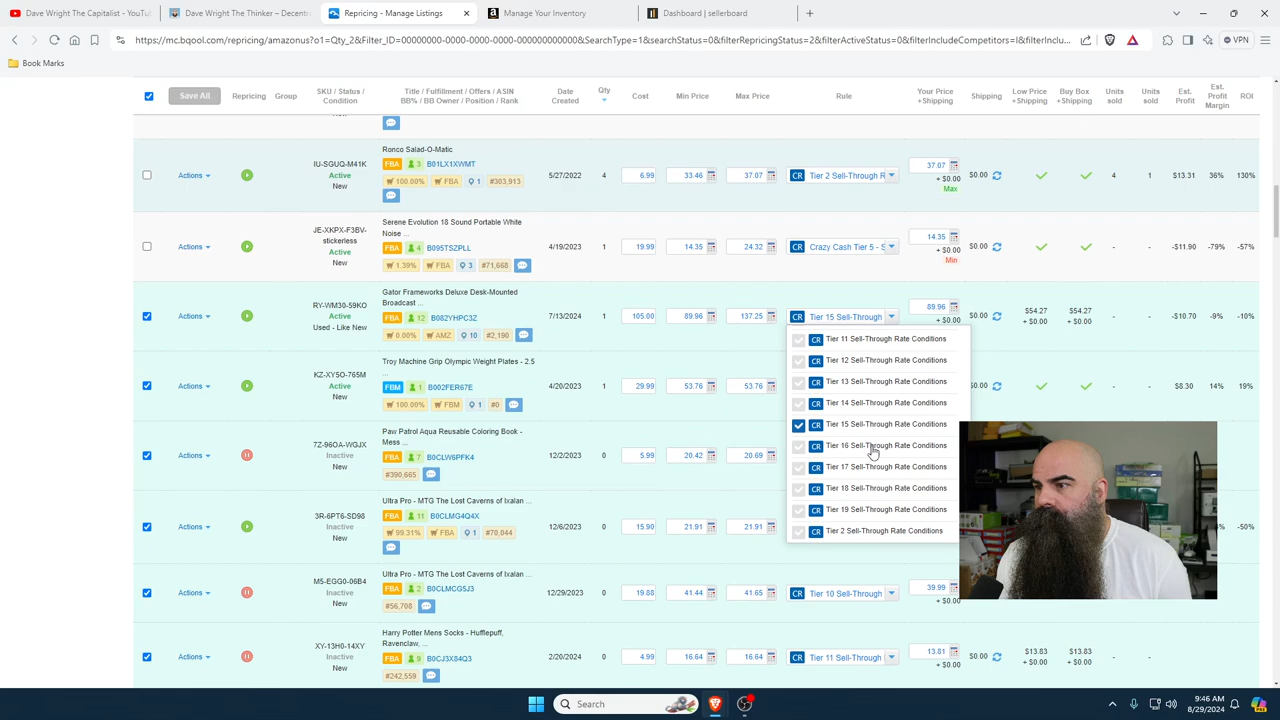 Dave Wright The Capitalist - YouTu
Dave Wright The Thinker – Decentr
Repricing - Manage Listings
Manage Your Inventory
Dashboard | sellerboard
https://mc.bqool.com/repricing/amazonus?o1=Qty_2&Filter_ID=00000000-0000-0000-0000-000000000000&SearchType=1&searchStatus=0&filterRepricingStatus=2&filterActiveStatus=0&filterIncludeCompetitors=I&filterInclu...
VPN
Book Marks
Save All
Repricing
Group
SKU / Status / Condition
Title / Fulfillment / Offers / ASIN
BB% / BB Owner / Position / Rank
Date Created
Qty
Cost
Min Price
Max Price
Rule
Your Price +Shipping
Shipping
Low Price +Shipping
Buy Box +Shipping
Units sold
Units sold
Est. Profit
Est. Profit Margin
ROI
Actions
IU-SGUQ-M41K
Active
New
Ronco Salad-O-Matic
FBA 3 B01LX1XWMT
100.00% FBA 1 #303,913
5/27/2022
4
6.99
33.46
37.07
CR Tier 2 Sell-Through R
37.07
+ $0.00
Max
$0.00
4
1
$13.31
36%
130%
Actions
JE-XKPX-F3BV-
stickerless
Active
New
Serene Evolution 18 Sound Portable White
Noise ...
FBA 4 B095TSZPLL
1.39% FBA 3 #71,668
4/19/2023
1
19.99
14.35
24.32
CR Crazy Cash Tier 5 - S
14.35
+ $0.00
Min
$0.00
-
-
-$11.90
-79%
-57%
Actions
RY-WM30-59KO
Active
Used - Like New
Gator Frameworks Deluxe Desk-Mounted
Broadcast ...
FBA 12 B082YHPC3Z
0.00% AMZ 10 #2,190
7/13/2024
1
105.00
89.96
137.25
CR Tier 15 Sell-Through
89.96
+ $0.00
$0.00
$54.27
+ $0.00
$54.27
+ $0.00
-
-
-$10.70
-9%
-10%
CR Tier 11 Sell-Through Rate Conditions
CR Tier 12 Sell-Through Rate Conditions
CR Tier 13 Sell-Through Rate Conditions
CR Tier 14 Sell-Through Rate Conditions
CR Tier 15 Sell-Through Rate Conditions
CR Tier 16 Sell-Through Rate Conditions
CR Tier 17 Sell-Through Rate Conditions
CR Tier 18 Sell-Through Rate Conditions
CR Tier 19 Sell-Through Rate Conditions
CR Tier 2 Sell-Through Rate Conditions
Actions
KZ-XY5O-765M
Active
New
Troy Machine Grip Olympic Weight Plates - 2.5
...
FBM 1 B002FER67E
100.00% FBM 1 #0
4/20/2023
1
29.99
53.76
53.76
$0.00
-
-
$8.30
14%
19%
Actions
7Z-96OA-WGJX
Inactive
New
Paw Patrol Aqua Reusable Coloring Book -
Mess ...
FBA 7 B0CLW6PFK4
#390,665
12/2/2023
0
5.99
20.42
20.69
Actions
3R-6PT6-SD98
Inactive
New
Ultra Pro - MTG The Lost Caverns of Ixalan ...
FBA 11 B0CLMG4Q4X
99.31% FBA 1 #70,044
12/6/2023
0
15.90
21.91
21.91
-50%
Actions
M5-EGG0-06B4
Inactive
New
Ultra Pro - MTG The Lost Caverns of Ixalan ...
FBA 2 B0CLMCG5J3
#56,708
12/29/2023
0
19.88
41.44
41.65
CR Tier 10 Sell-Through
39.99
+ $0.00
Actions
XY-13H0-14XY
Inactive
New
Harry Potter Mens Socks - Hufflepuff,
Ravenclaw, ...
FBA 9 B0CJ3X84Q3
#242,559
2/20/2024
0
4.99
16.64
16.64
CR Tier 11 Sell-Through
13.81
+ $0.00
$0.00
$13.83
+ $0.00
$13.83
+ $0.00
-
-
Search
9:46 AM
8/29/2024